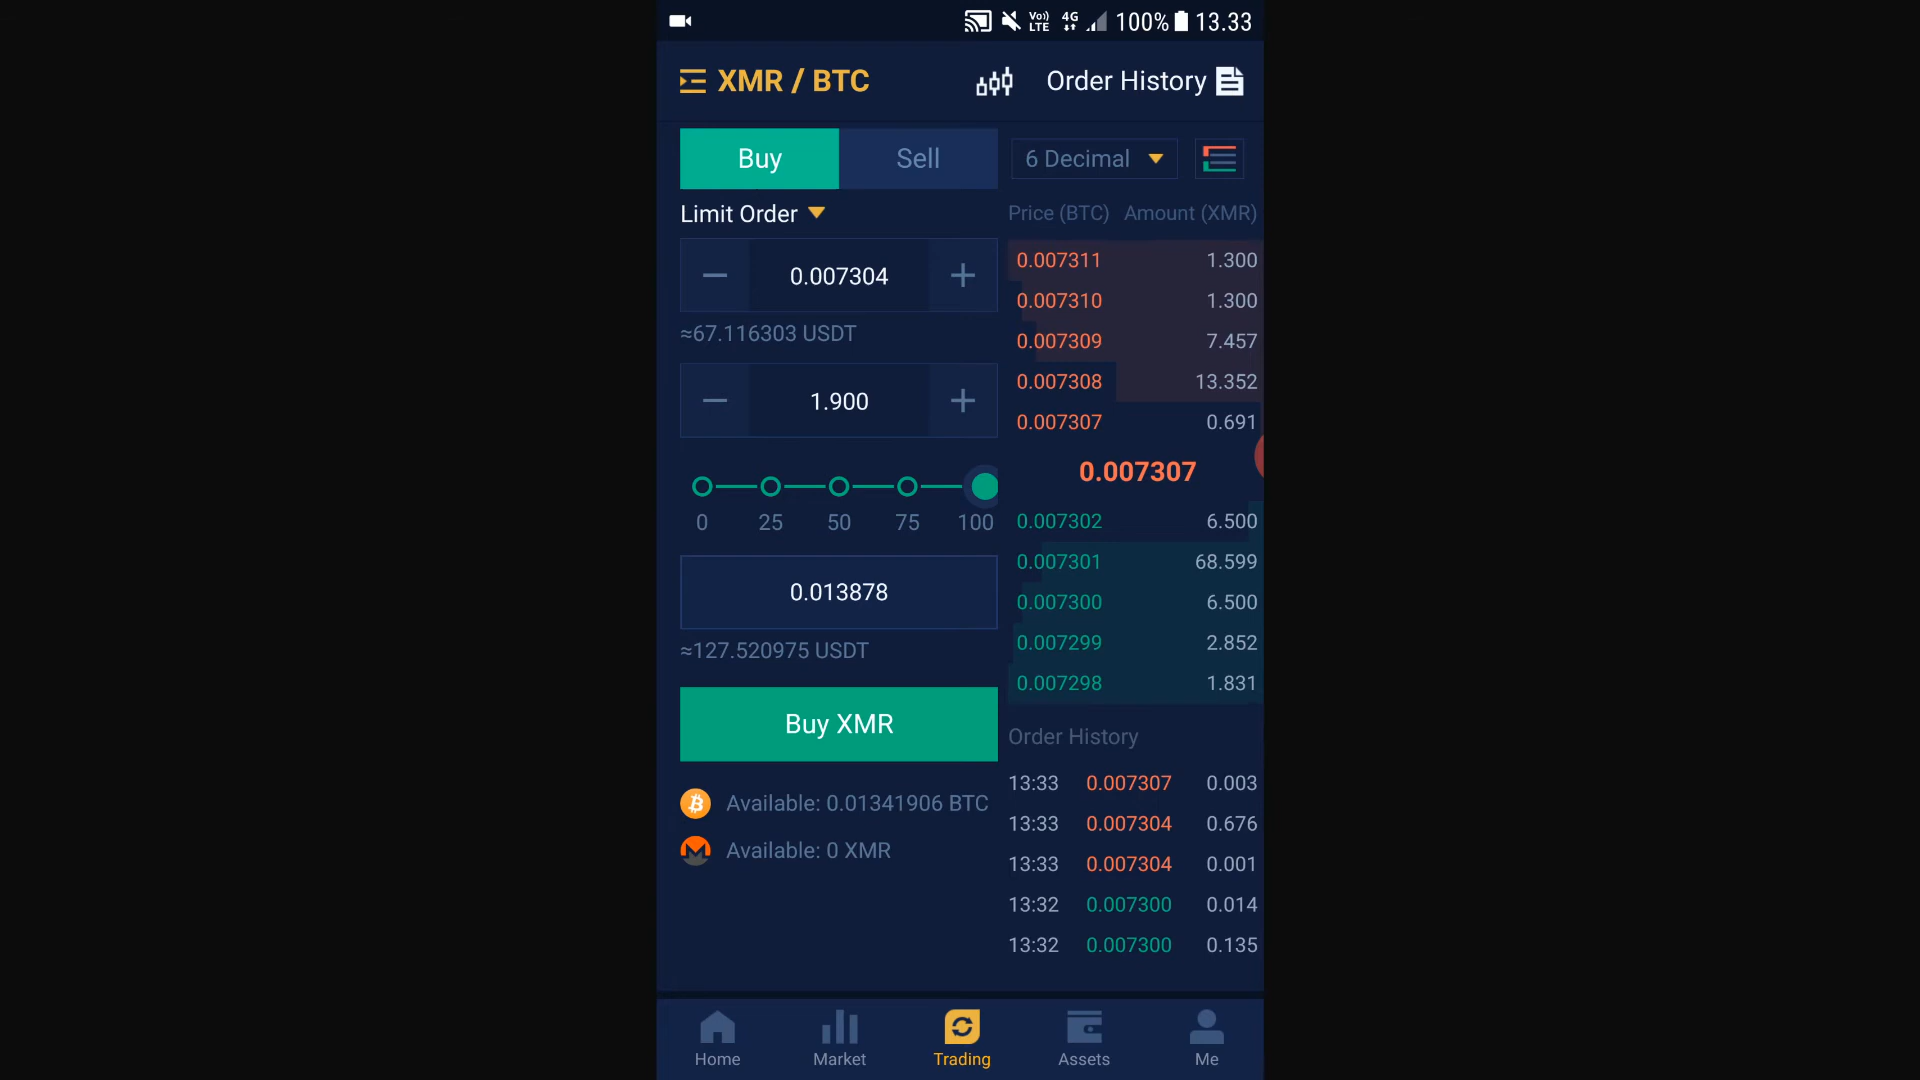 Vo)) LTE 4G 100% 13.33
XMR / BTC Order History
Buy Sell 6 Decimal
Limit Order Price (BTC) Amount (XMR)
− 0.007304 +
≈67.116303 USDT
− 1.900 +
0 25 50 75 100
0.013878
≈127.520975 USDT
Buy XMR
Available: 0.01341906 BTC
Available: 0 XMR
0.007311 1.300
0.007310 1.300
0.007309 7.457
0.007308 13.352
0.007307 0.691
0.007307
0.007302 6.500
0.007301 68.599
0.007300 6.500
0.007299 2.852
0.007298 1.831
Order History
13:33 0.007307 0.003
13:33 0.007304 0.676
13:33 0.007304 0.001
13:32 0.007300 0.014
13:32 0.007300 0.135
Home Market Trading Assets Me